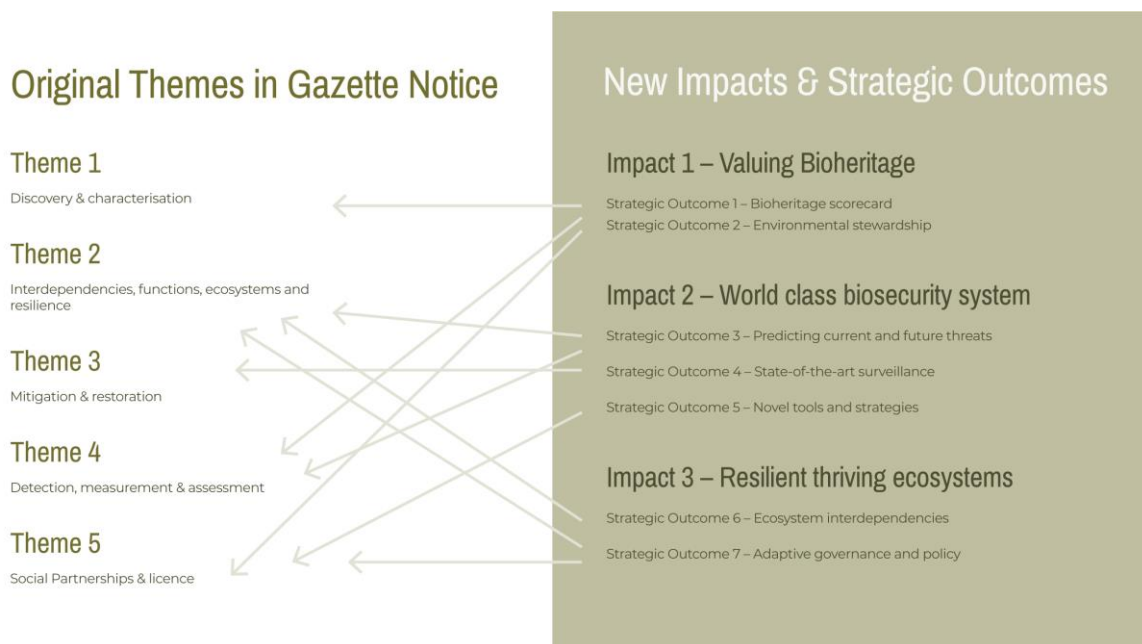 Original Themes in Gazette Notice
Theme 1
Discovery & characterisation
Theme 2
Interdependencies, functions, ecosystems and
resilience
Theme 3
Mitigation & restoration
Theme 4
Detection, measurement & assessment
Theme 5
Social Partnerships & licence
New Impacts & Strategic Outcomes
Impact 1 – Valuing Bioheritage
Strategic Outcome 1 – Bioheritage scorecard
Strategic Outcome 2 – Environmental stewardship
Impact 2 – World class biosecurity system
Strategic Outcome 3 – Predicting current and future threats
Strategic Outcome 4 – State-of-the-art surveillance
Strategic Outcome 5 – Novel tools and strategies
Impact 3 – Resilient thriving ecosystems
Strategic Outcome 6 – Ecosystem interdependencies
Strategic Outcome 7 – Adaptive governance and policy